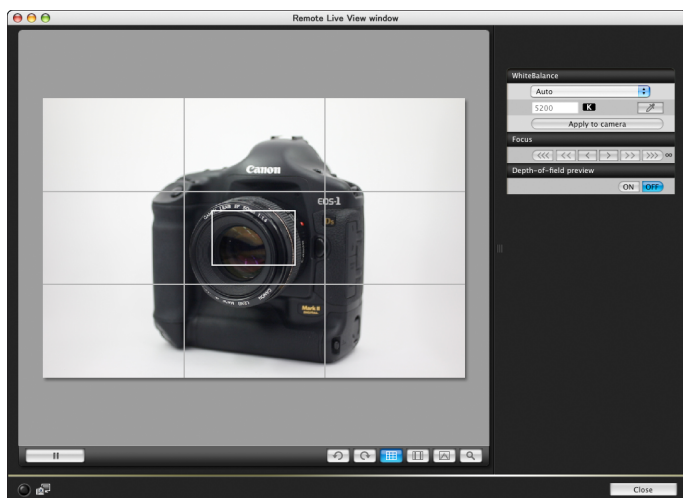 Remote Live View window
WhiteBalance
Auto
5200 K
Apply to camera
Focus
<<< << < > >> >>> ∞
Depth-of-field preview
ON OFF
Canon
EOS-1
Ds
Mark II
Close